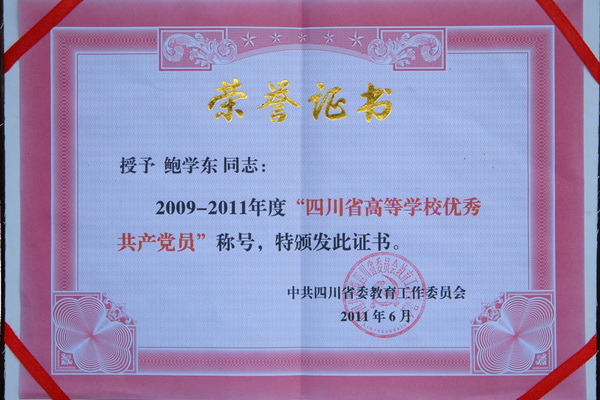 荣誉证书
授予 鲍学东同志：
2009-2011年度“四川省高等学校优秀
共产党员”称号，特颁发此证书。
中共四川省委教育工作委员会
2011年6月